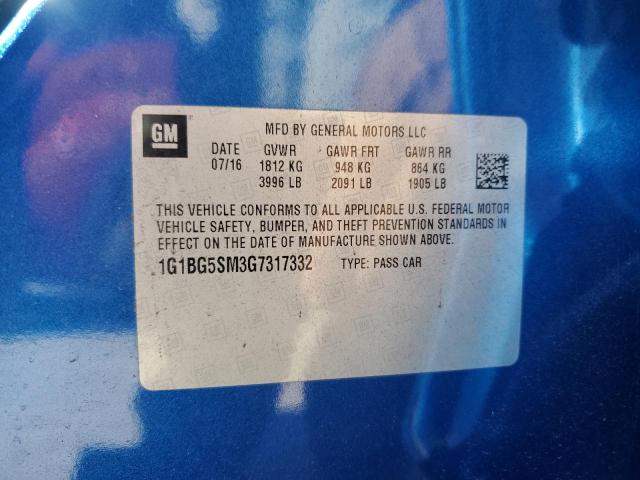 GM
MFD BY GENERAL MOTORS LLC
DATE GVWR GAWR FRT GAWR RR
07/16 1812 KG 948 KG 864 KG
3996 LB 2091 LB 1905 LB
THIS VEHICLE CONFORMS TO ALL APPLICABLE U.S. FEDERAL MOTOR
VEHICLE SAFETY, BUMPER, AND THEFT PREVENTION STANDARDS IN
EFFECT ON THE DATE OF MANUFACTURE SHOWN ABOVE.
1G1BG5SM3G7317332 TYPE: PASS CAR